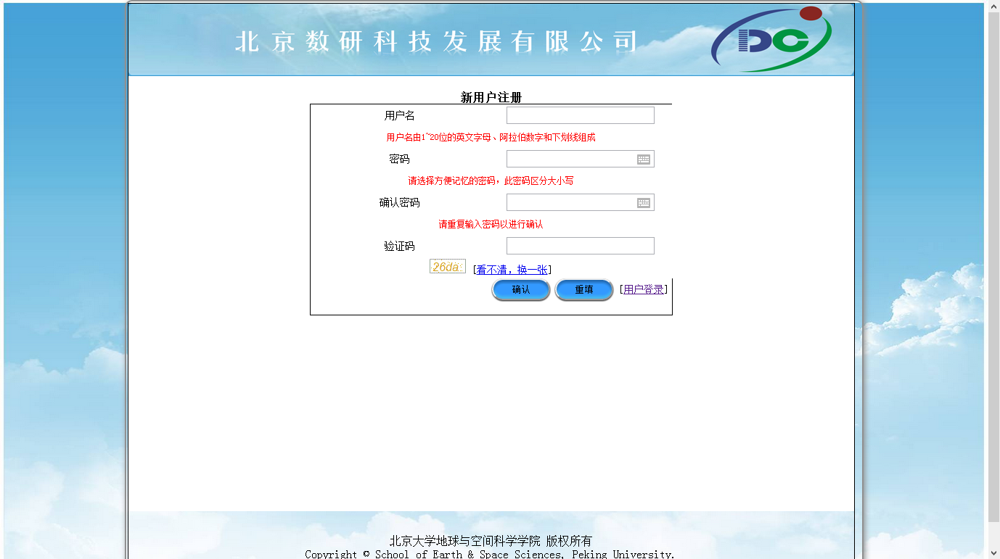 北京数研科技发展有限公司
DC
新用户注册
用户名
用户名由1~20位的英文字母、阿拉伯数字和下划线组成
密码
请选择方便记忆的密码，此密码区分大小写
确认密码
请重复输入密码以进行确认
验证码
26da [看不清，换一张]
确认 重填 [用户登录]
北京大学地球与空间科学学院 版权所有
Copyright © School of Earth & Space Sciences, Peking University.